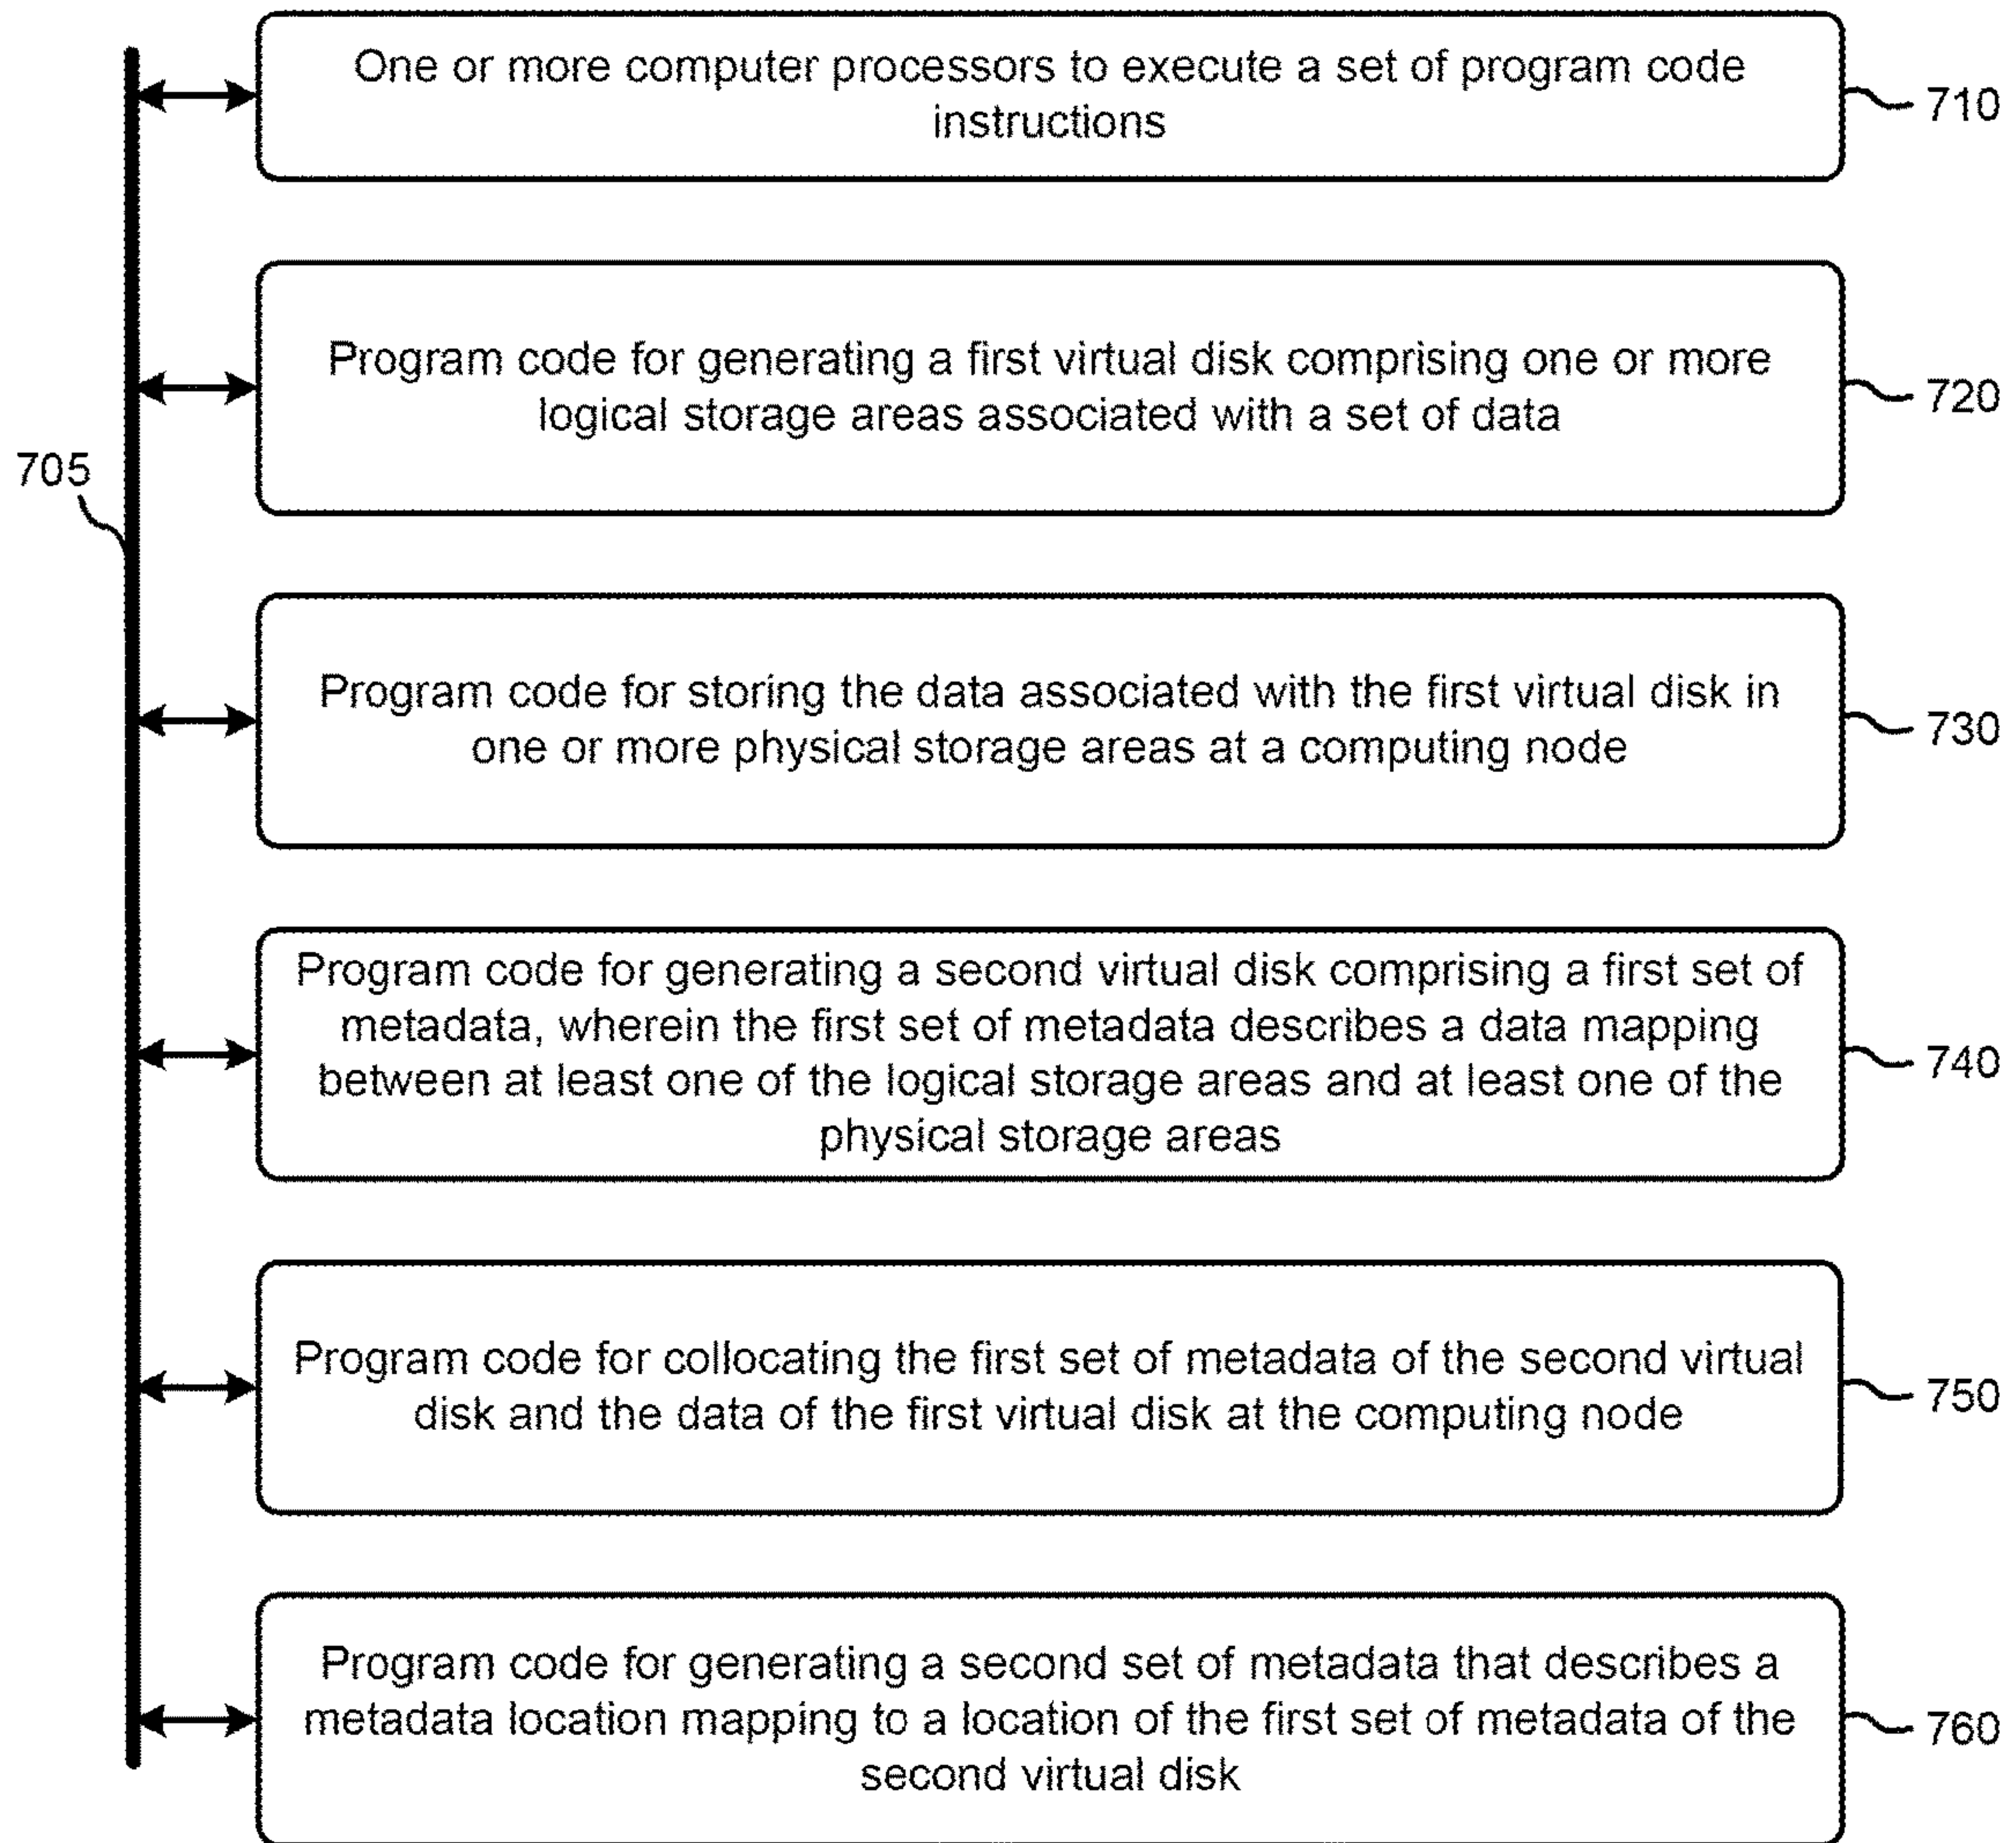 One or more computer processors to execute a set of program code
instructions
710
Program code for generating a first virtual disk comprising one or more
logical storage areas associated with a set of data
720
705
Program code for storing the data associated with the first virtual disk in
one or more physical storage areas at a computing node
730
Program code for generating a second virtual disk comprising a first set of
metadata, wherein the first set of metadata describes a data mapping
between at least one of the logical storage areas and at least one of the
physical storage areas
740
Program code for collocating the first set of metadata of the second virtual
disk and the data of the first virtual disk at the computing node
750
Program code for generating a second set of metadata that describes a
metadata location mapping to a location of the first set of metadata of the
second virtual disk
760